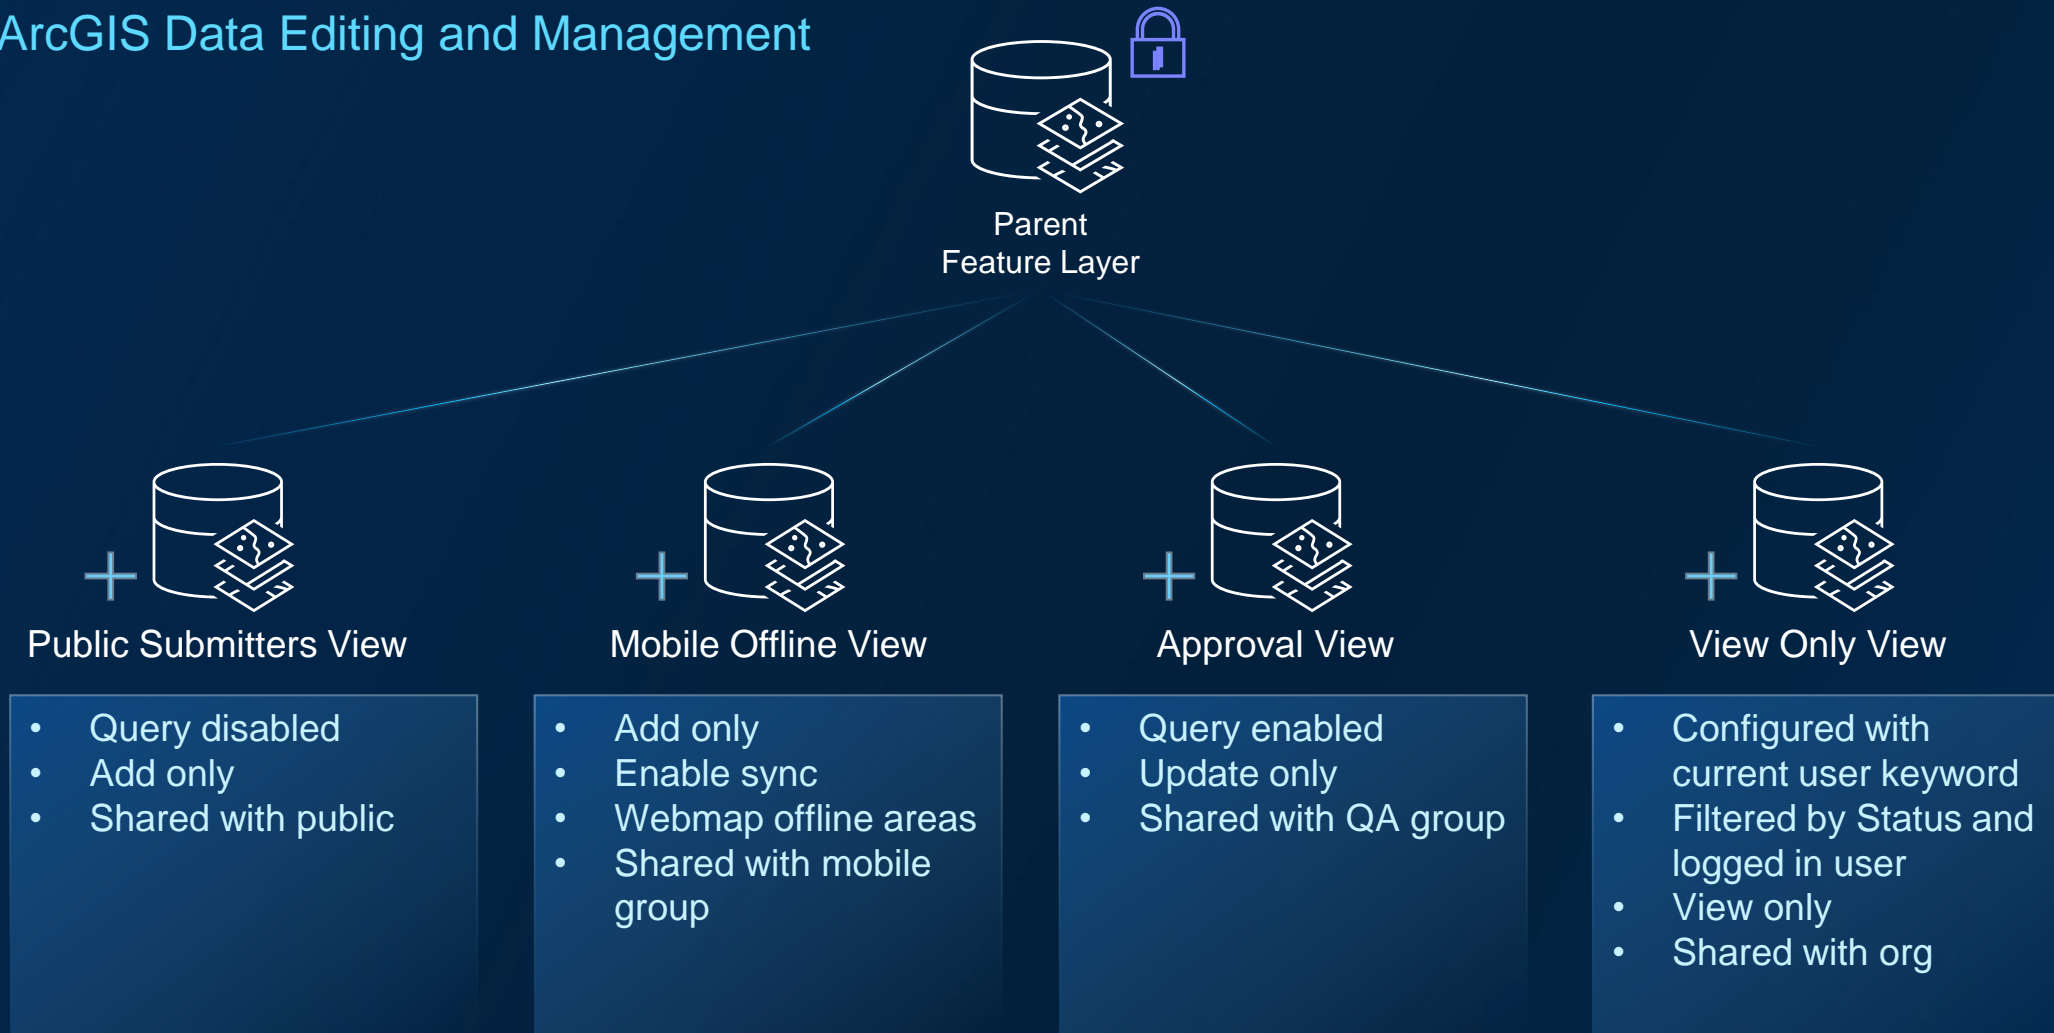 ArcGIS Data Editing and Management
Parent
Feature Layer
Public Submitters View
• Query disabled
• Add only
• Shared with public
Mobile Offline View
• Add only
• Enable sync
• Webmap offline areas
• Shared with mobile
group
Approval View
• Query enabled
• Update only
• Shared with QA group
View Only View
• Configured with
current user keyword
• Filtered by Status and
logged in user
• View only
• Shared with org